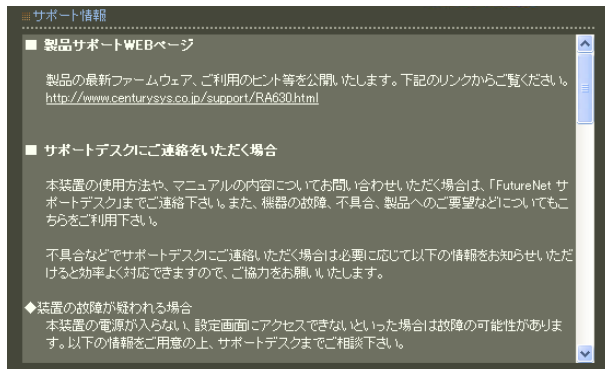 サポート情報
■ 製品サポートWEBページ
製品の最新ファームウェア、ご利用のヒント等を公開いたします。下記のリンクからご覧ください。
http://www.centurysys.co.jp/support/RA630.html
■ サポートデスクにご連絡をいただく場合
本装置の使用方法や、マニュアルの内容についてお問い合わせいただく場合は、「FutureNet サ
ポートデスク」までご連絡下さい。また、機器の故障、不具合、製品へのご要望などについてもこ
ちらをご利用下さい。
不具合などでサポートデスクにご連絡いただく場合は必要に応じて以下の情報をお知らせいただ
けると効率よく対応できますので、ご協力をお願いいたします。
◆装置の故障が疑われる場合
本装置の電源が入らない、設定画面にアクセスできないといった場合は故障の可能性がありま
す。以下の情報をご用意の上、サポートデスクまでご相談下さい。